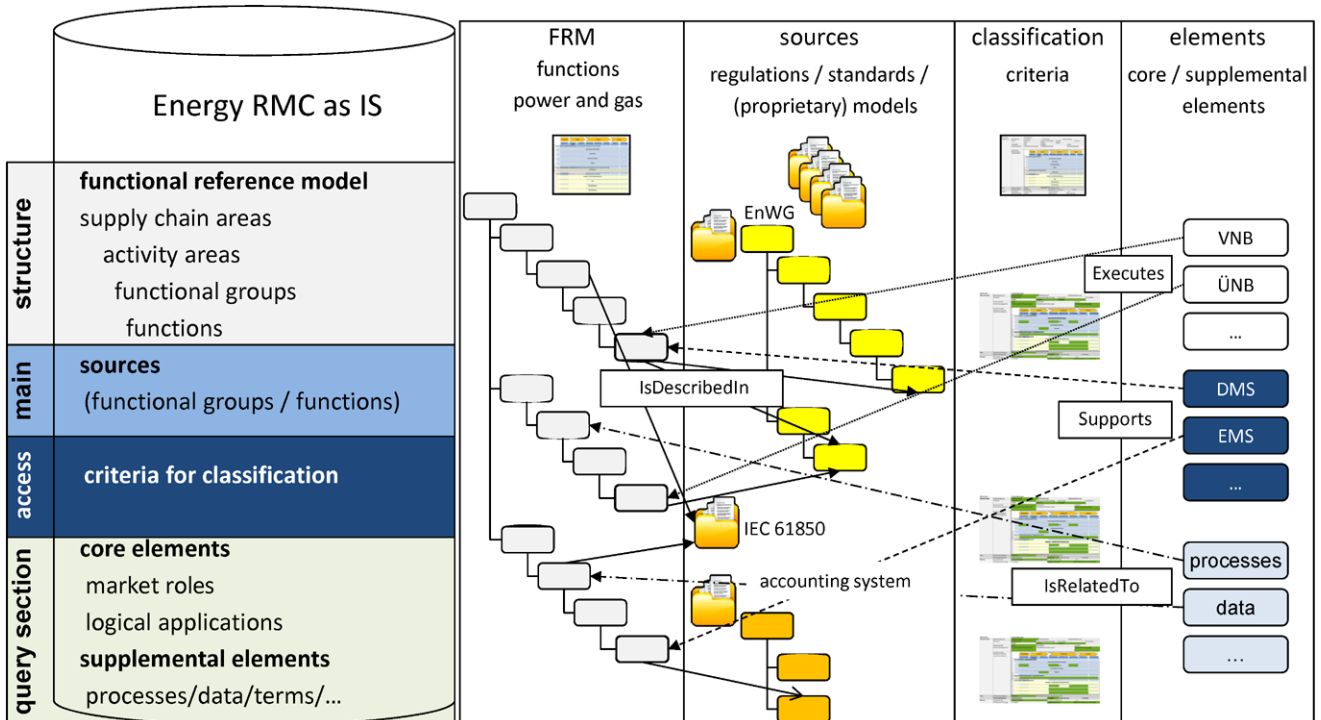 Energy RMC as IS
structure
functional reference model
supply chain areas
activity areas
functional groups
functions
main
sources
(functional groups / functions)
access
criteria for classification
query section
core elements
market roles
logical applications
supplemental elements
processes/data/terms/...
FRM
functions
power and gas
sources
regulations / standards /
(proprietary) models
classification
criteria
elements
core / supplemental
elements
EnWG
IsDescribedIn
IEC 61850
accounting system
Executes
Supports
IsRelatedTo
VNB
ÜNB
...
DMS
EMS
...
processes
data
...